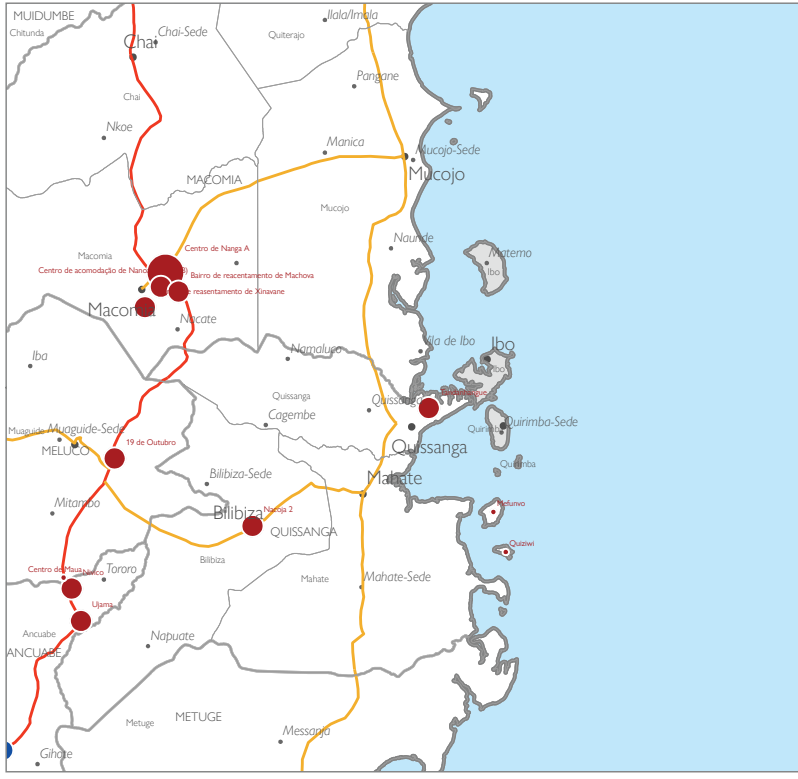 MUIDUMBE
Ilala/Imala
Chitunda
Chai-Sede
Quiterajo
Chai
Pangane
Chai
Nkoe
Manica
Mucojo-Sede
Mucojo
MACOMIA
Mucojo
Naunde
Centro de Nanga A
Matemo
Macomia
Centro de acomodação de Nanga
B)
Bairro de reacentamento de Machova
Ibo
e reasentamento de Xinavane
Macomia
Nacate
Vila de Ibo
Ibo
Namaluco
Iba
Ibo
Quissanga
Quissanga
Cagembe
Quirimba-Sede
Muaguide
Muaguide-Sede
Quirimba
19 de Outubro
Quissanga
MELUCO
Quirimba
Bilibiza-Sede
Mahate
Mitambo
Bilibiza
Nacoja 2
Mefunvo
QUISSANGA
Quiziwi
Bilibiza
Centro de Maua
Nanico
Tororo
Mahate
Mahate-Sede
Ujama
Ancuabe
Napuate
ANCUABE
Metuge
METUGE
Messanja
Gihote